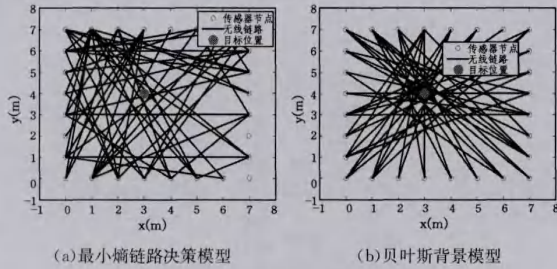 8
7
6
5
4
3
2
1
0
-1
y(m)
-1 0 1 2 3 4 5 6 7 8
x(m)
传感器节点
无线链路
目标位置
(a)最小熵链路决策模型
8
7
6
5
4
3
2
1
0
-1
y(m)
-1 0 1 2 3 4 5 6 7 8
x(m)
传感器节点
无线链路
目标位置
(b)贝叶斯背景模型